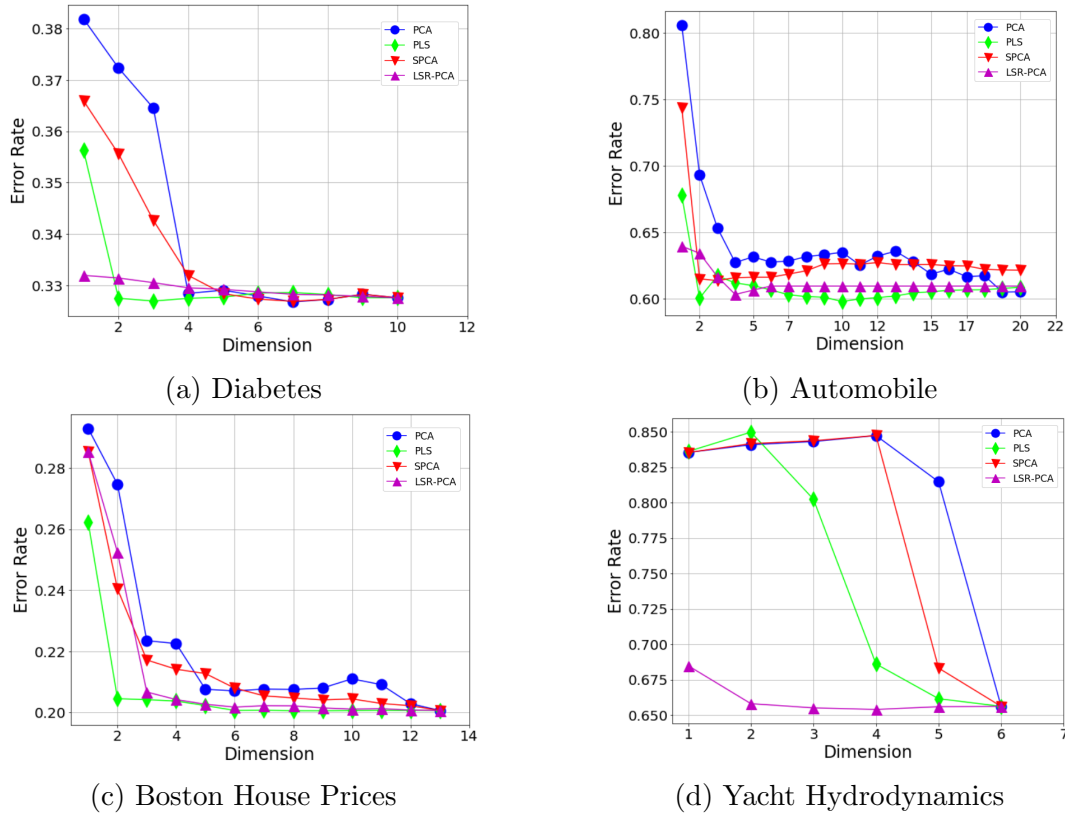 0.38
0.37
0.36
0.35
0.34
0.33
Error Rate
PCA
PLS
SPCA
LSR-PCA
2 4 6 8 10 12
Dimension
(a) Diabetes
0.80
0.75
0.70
0.65
0.60
Error Rate
PCA
PLS
SPCA
LSR-PCA
2 5 7 10 12 15 17 20 22
Dimension
(b) Automobile
0.28
0.26
0.24
0.22
0.20
Error Rate
PCA
PLS
SPCA
LSR-PCA
2 4 6 8 10 12 14
Dimension
(c) Boston House Prices
0.850
0.825
0.800
0.775
0.750
0.725
0.700
0.675
0.650
Error Rate
PCA
PLS
SPCA
LSR-PCA
1 2 3 4 5 6 7
Dimension
(d) Yacht Hydrodynamics